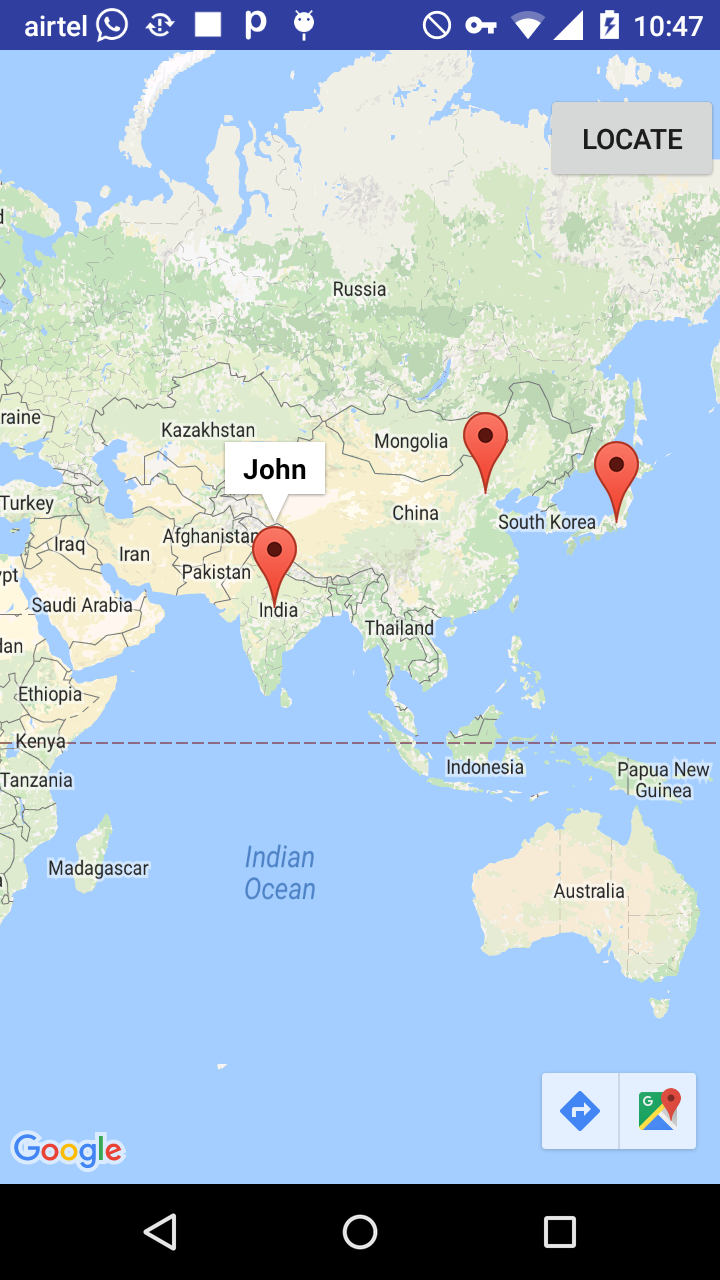 airtel
10:47
LOCATE
Russia
raine
Kazakhstan
Mongolia
John
Turkey
China
South Korea
Iraq
Iran
Afghanistan
Pakistan
ypt
Saudi Arabia
India
Thailand
dan
Ethiopia
Kenya
Tanzania
Indonesia
Papua New
Guinea
Madagascar
Indian
Ocean
Australia
G
Google